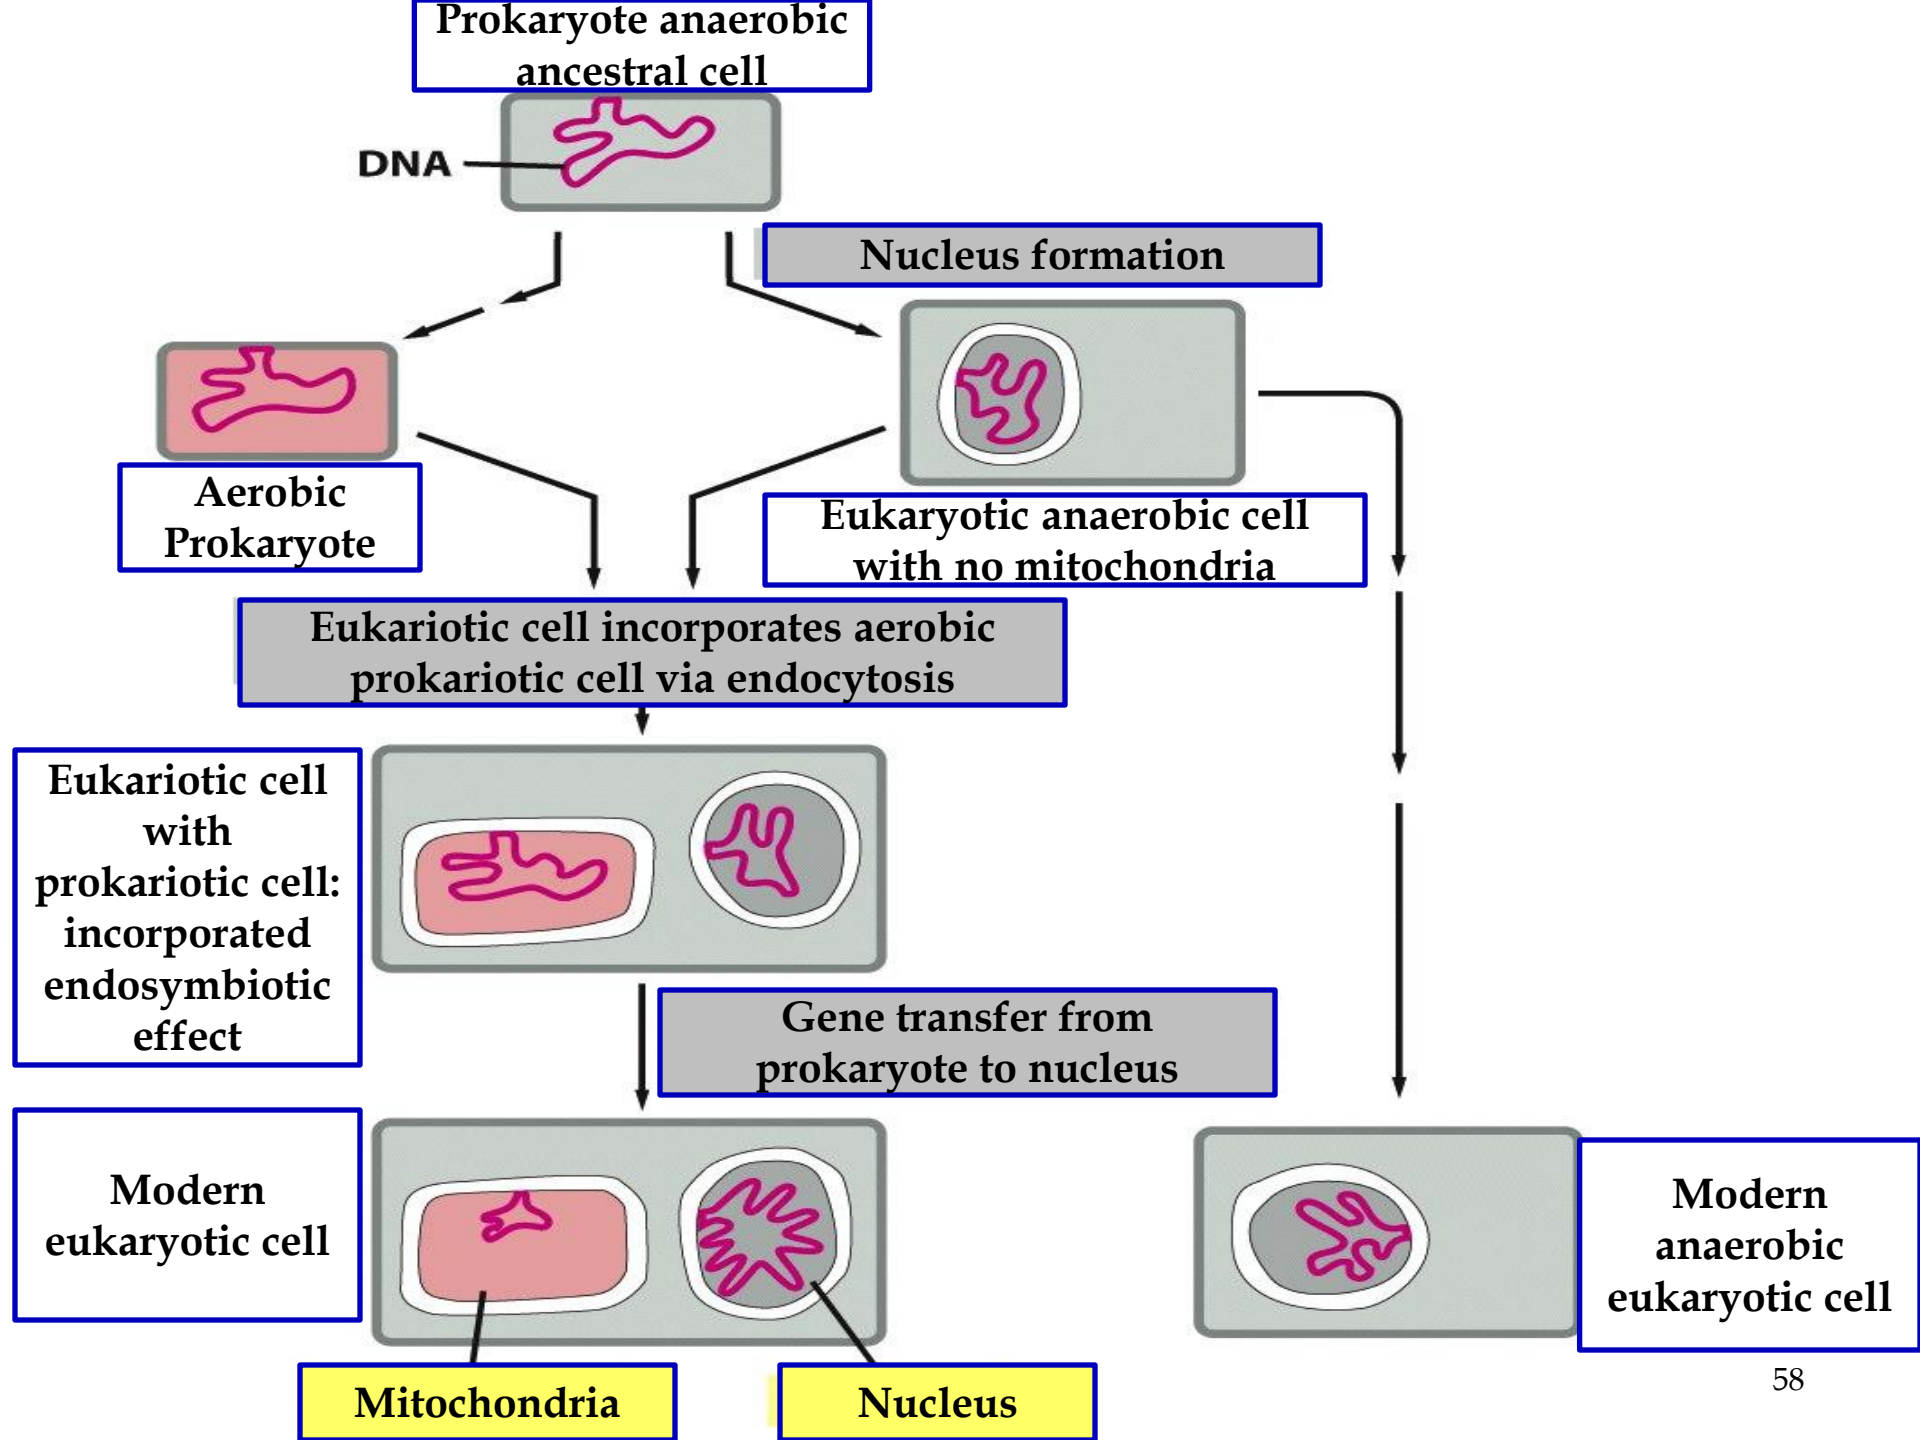 Prokaryote anaerobic
ancestral cell
DNA
Nucleus formation
Aerobic
Prokaryote
Eukaryotic anaerobic cell
with no mitochondria
Eukariotic cell incorporates aerobic
prokariotic cell via endocytosis
Eukariotic cell
with
prokariotic cell:
incorporated
endosymbiotic
effect
Gene transfer from
prokaryote to nucleus
Modern
eukaryotic cell
Modern
anaerobic
eukaryotic cell
Mitochondria
Nucleus
58